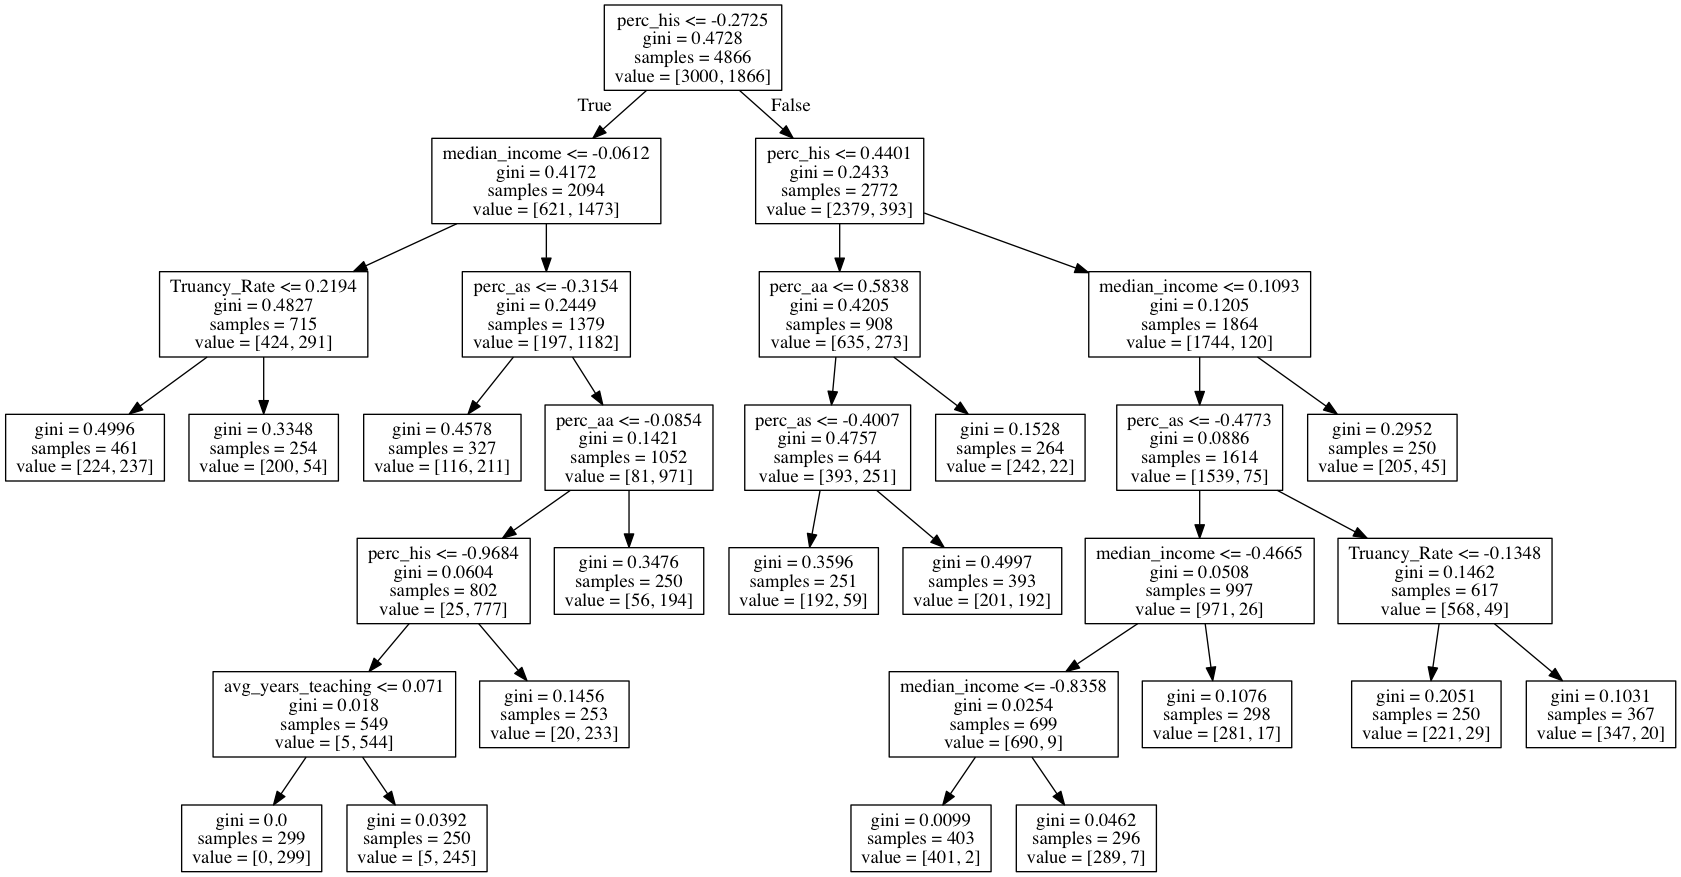 perc_his <= -0.2725
gini = 0.4728
samples = 4866
value = [3000, 1866]
True
False
median_income <= -0.0612
gini = 0.4172
samples = 2094
value = [621, 1473]
perc_his <= 0.4401
gini = 0.2433
samples = 2772
value = [2379, 393]
Truancy_Rate <= 0.2194
gini = 0.4827
samples = 715
value = [424, 291]
perc_as <= -0.3154
gini = 0.2449
samples = 1379
value = [197, 1182]
perc_aa <= 0.5838
gini = 0.4205
samples = 908
value = [635, 273]
median_income <= 0.1093
gini = 0.1205
samples = 1864
value = [1744, 120]
gini = 0.4996
samples = 461
value = [224, 237]
gini = 0.3348
samples = 254
value = [200, 54]
gini = 0.4578
samples = 327
value = [116, 211]
perc_aa <= -0.0854
gini = 0.1421
samples = 1052
value = [81, 971]
perc_as <= -0.4007
gini = 0.4757
samples = 644
value = [393, 251]
gini = 0.1528
samples = 264
value = [242, 22]
perc_as <= -0.4773
gini = 0.0886
samples = 1614
value = [1539, 75]
gini = 0.2952
samples = 250
value = [205, 45]
perc_his <= -0.9684
gini = 0.0604
samples = 802
value = [25, 777]
gini = 0.3476
samples = 250
value = [56, 194]
gini = 0.3596
samples = 251
value = [192, 59]
gini = 0.4997
samples = 393
value = [201, 192]
median_income <= -0.4665
gini = 0.0508
samples = 997
value = [971, 26]
Truancy_Rate <= -0.1348
gini = 0.1462
samples = 617
value = [568, 49]
avg_years_teaching <= 0.071
gini = 0.018
samples = 549
value = [5, 544]
gini = 0.1456
samples = 253
value = [20, 233]
median_income <= -0.8358
gini = 0.0254
samples = 699
value = [690, 9]
gini = 0.1076
samples = 298
value = [281, 17]
gini = 0.2051
samples = 250
value = [221, 29]
gini = 0.1031
samples = 367
value = [347, 20]
gini = 0.0
samples = 299
value = [0, 299]
gini = 0.0392
samples = 250
value = [5, 245]
gini = 0.0099
samples = 403
value = [401, 2]
gini = 0.0462
samples = 296
value = [289, 7]